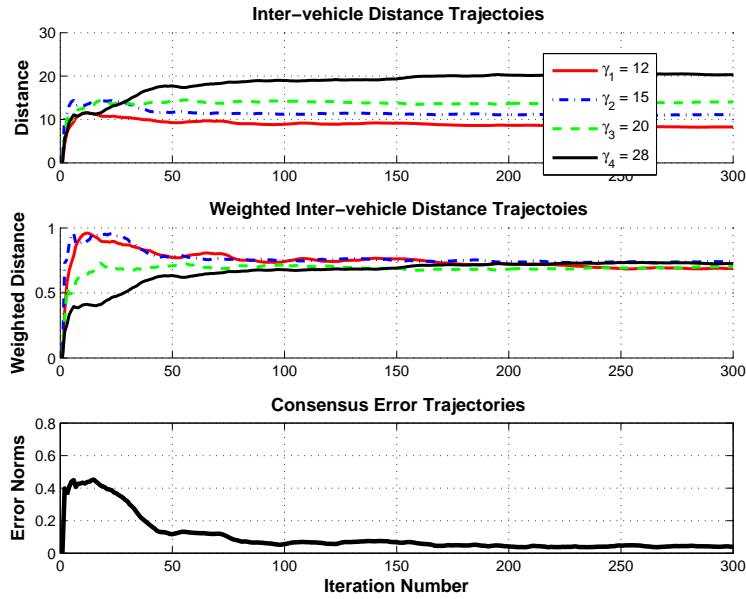 Inter-vehicle Distance Trajectoies
Distance
30
20
10
0
0 50 100 150 200 250 300
γ1 = 12
γ2 = 15
γ3 = 20
γ4 = 28
Weighted Inter-vehicle Distance Trajectoies
Weighted Distance
1
0.5
0
0 50 100 150 200 250 300
Consensus Error Trajectories
Error Norms
0.8
0.6
0.4
0.2
0
0 50 100 150 200 250 300
Iteration Number